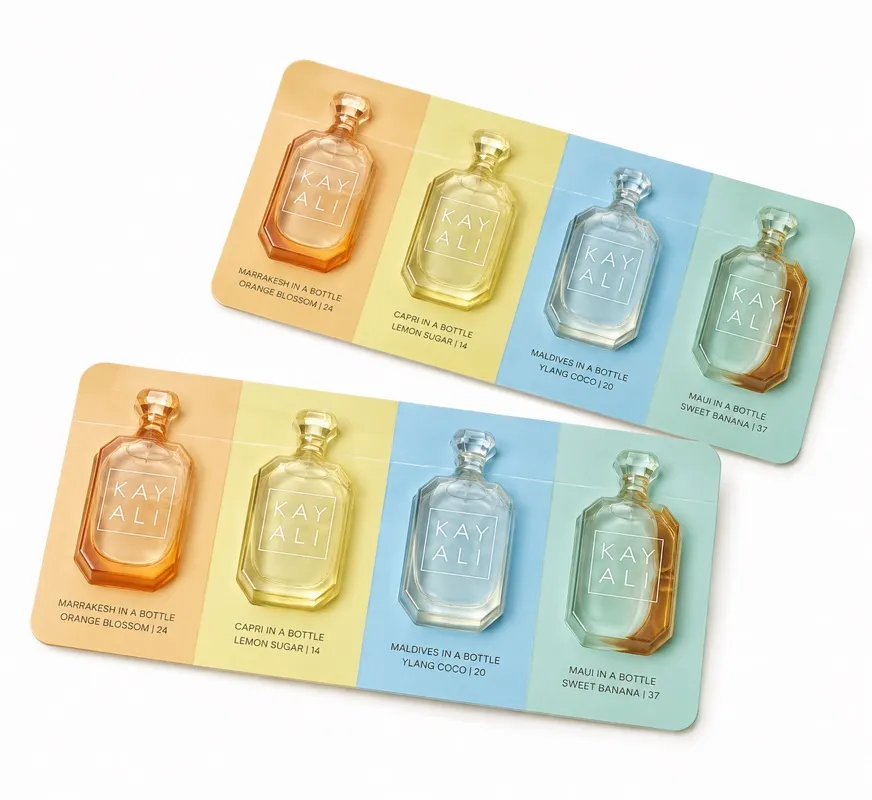 KAY
ALI
MARRAKESH IN A BOTTLE
ORANGE BLOSSOM | 24
KAY
ALI
CAPRI IN A BOTTLE
LEMON SUGAR | 14
KAY
ALI
MALDIVES IN A BOTTLE
YLANG COCO | 20
KAY
ALI
MAUI IN A BOTTLE
SWEET BANANA | 37
KAY
ALI
MARRAKESH IN A BOTTLE
ORANGE BLOSSOM | 24
KAY
ALI
CAPRI IN A BOTTLE
LEMON SUGAR | 14
KAY
ALI
MALDIVES IN A BOTTLE
YLANG COCO | 20
KAY
ALI
MAUI IN A BOTTLE
SWEET BANANA | 37